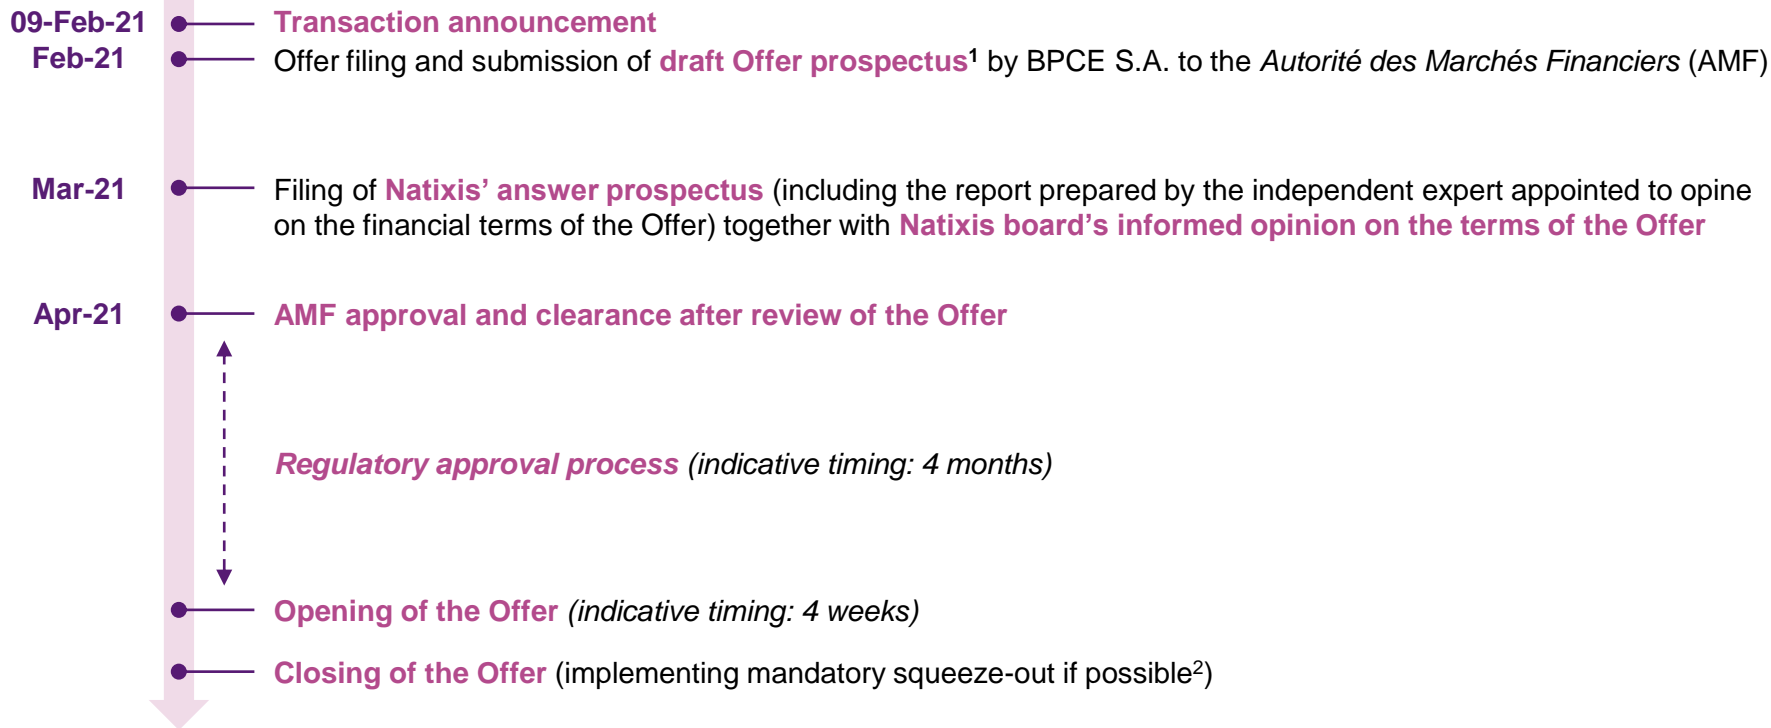 09-Feb-21 Transaction announcement
Feb-21 Offer filing and submission of draft Offer prospectus¹ by BPCE S.A. to the Autorité des Marchés Financiers (AMF)
Mar-21 Filing of Natixis’ answer prospectus (including the report prepared by the independent expert appointed to opine
on the financial terms of the Offer) together with Natixis board’s informed opinion on the terms of the Offer
Apr-21 AMF approval and clearance after review of the Offer
Regulatory approval process (indicative timing: 4 months)
Opening of the Offer (indicative timing: 4 weeks)
Closing of the Offer (implementing mandatory squeeze-out if possible²)